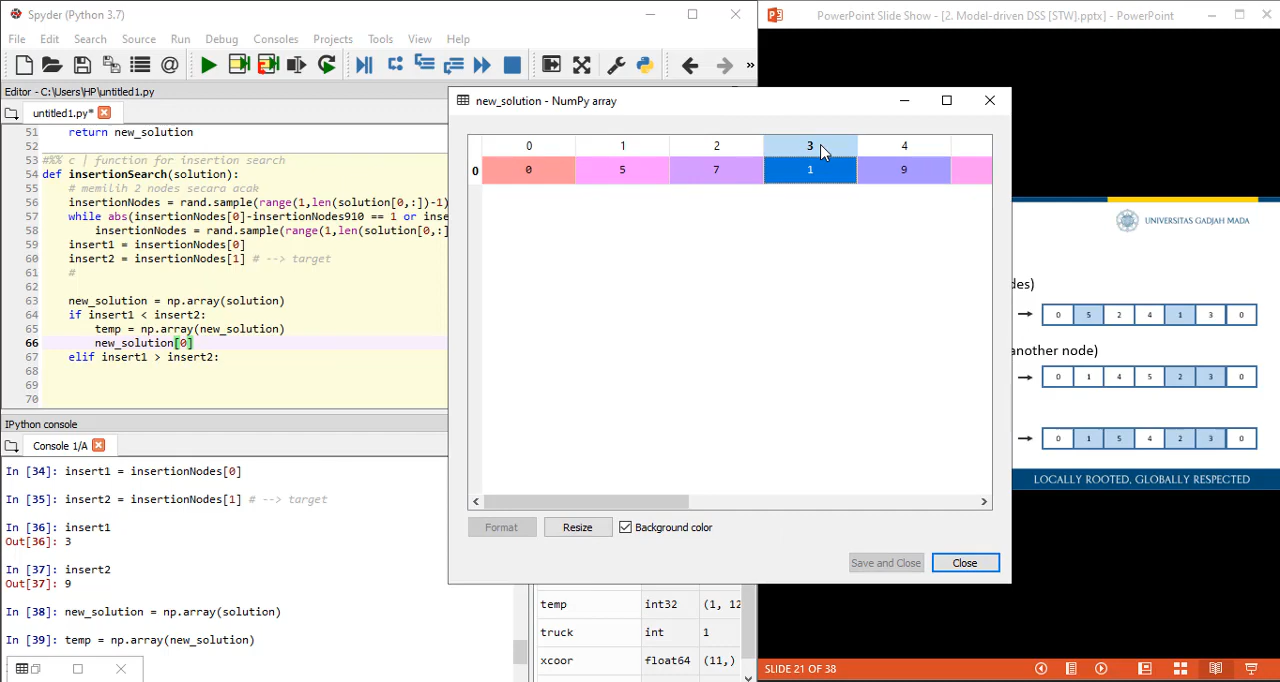 Spyder (Python 3.7)
File Edit Search Source Run Debug Consoles Projects Tools View Help
Editor - C:\Users\HP\untitled1.py
untitled1.py*
51 return new_solution
52
53 #%% c | function for insertion search
54 def insertionSearch(solution):
55 # memilih 2 nodes secara acak
56 insertionNodes = rand.sample(range(1,len(solution[0,:])-1)
57 while abs(insertionNodes[0]-insertionNodes910 == 1 or inse
58 insertionNodes = rand.sample(range(1,len(solution[0,:]
59 insert1 = insertionNodes[0]
60 insert2 = insertionNodes[1] # --> target
61 #
62
63 new_solution = np.array(solution)
64 if insert1 < insert2:
65 temp = np.array(new_solution)
66 new_solution[0]
67 elif insert1 > insert2:
68
69
70
IPython console
Console 1/A
In [34]: insert1 = insertionNodes[0]
In [35]: insert2 = insertionNodes[1] # --> target
In [36]: insert1
Out[36]: 3
In [37]: insert2
Out[37]: 9
In [38]: new_solution = np.array(solution)
In [39]: temp = np.array(new_solution)
new_solution - NumPy array
0 1 2 3 4
0 0 5 7 1 9
Format Resize Background color
Save and Close Close
temp int32 (1, 12
truck int 1
xcoor float64 (11,)
PowerPoint Slide Show - [2. Model-driven DSS [STW].pptx] - PowerPoint
UNIVERSITAS GADJAH MADA
des)
0 5 2 4 1 3 0
another node)
0 1 4 5 2 3 0
0 1 5 4 2 3 0
LOCALLY ROOTED, GLOBALLY RESPECTED
SLIDE 21 OF 38